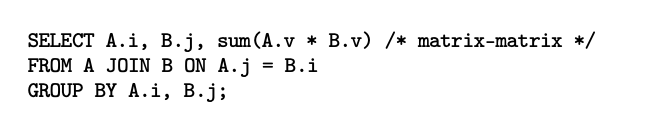 SELECT A.i, B.j, sum(A.v * B.v) /* matrix-matrix */
FROM A JOIN B ON A.j = B.i
GROUP BY A.i, B.j;